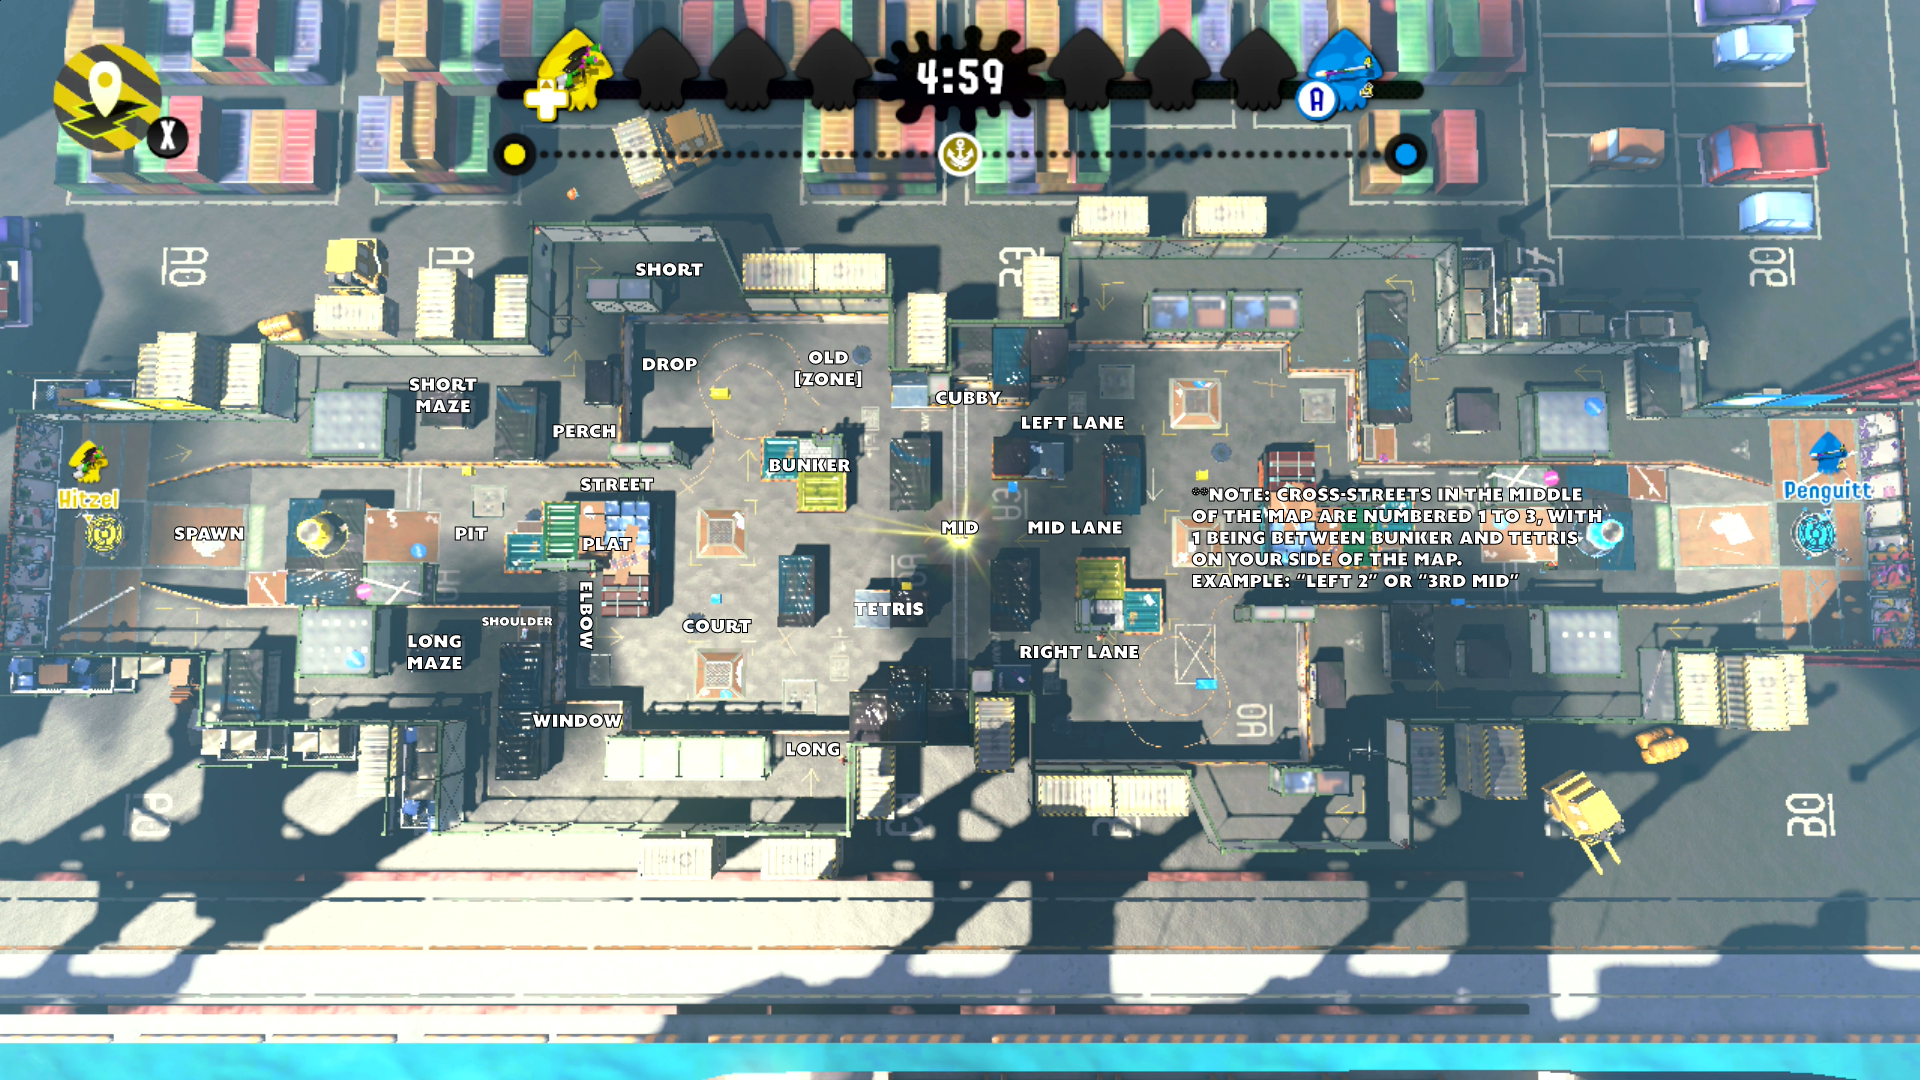 4:59
X
A
SHORT
DROP
OLD
[ZONE]
SHORT
MAZE
CUBBY
LEFT LANE
PERCH
BUNKER
STREET
Hitzel
Penguitt
**NOTE: CROSS-STREETS IN THE MIDDLE
OF THE MAP ARE NUMBERED 1 TO 3, WITH
1 BEING BETWEEN BUNKER AND TETRIS
ON YOUR SIDE OF THE MAP.
EXAMPLE: "LEFT 2" OR "3RD MID"
SPAWN
PIT
PLAT
MID
MID LANE
ELBOW
TETRIS
SHOULDER
COURT
LONG
MAZE
RIGHT LANE
WINDOW
LONG